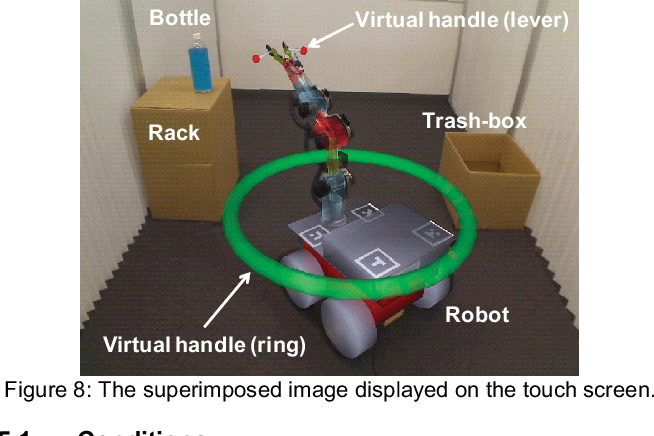 Bottle
Virtual handle (lever)
Rack
Trash-box
Robot
Virtual handle (ring)
Figure 8: The superimposed image displayed on the touch screen.